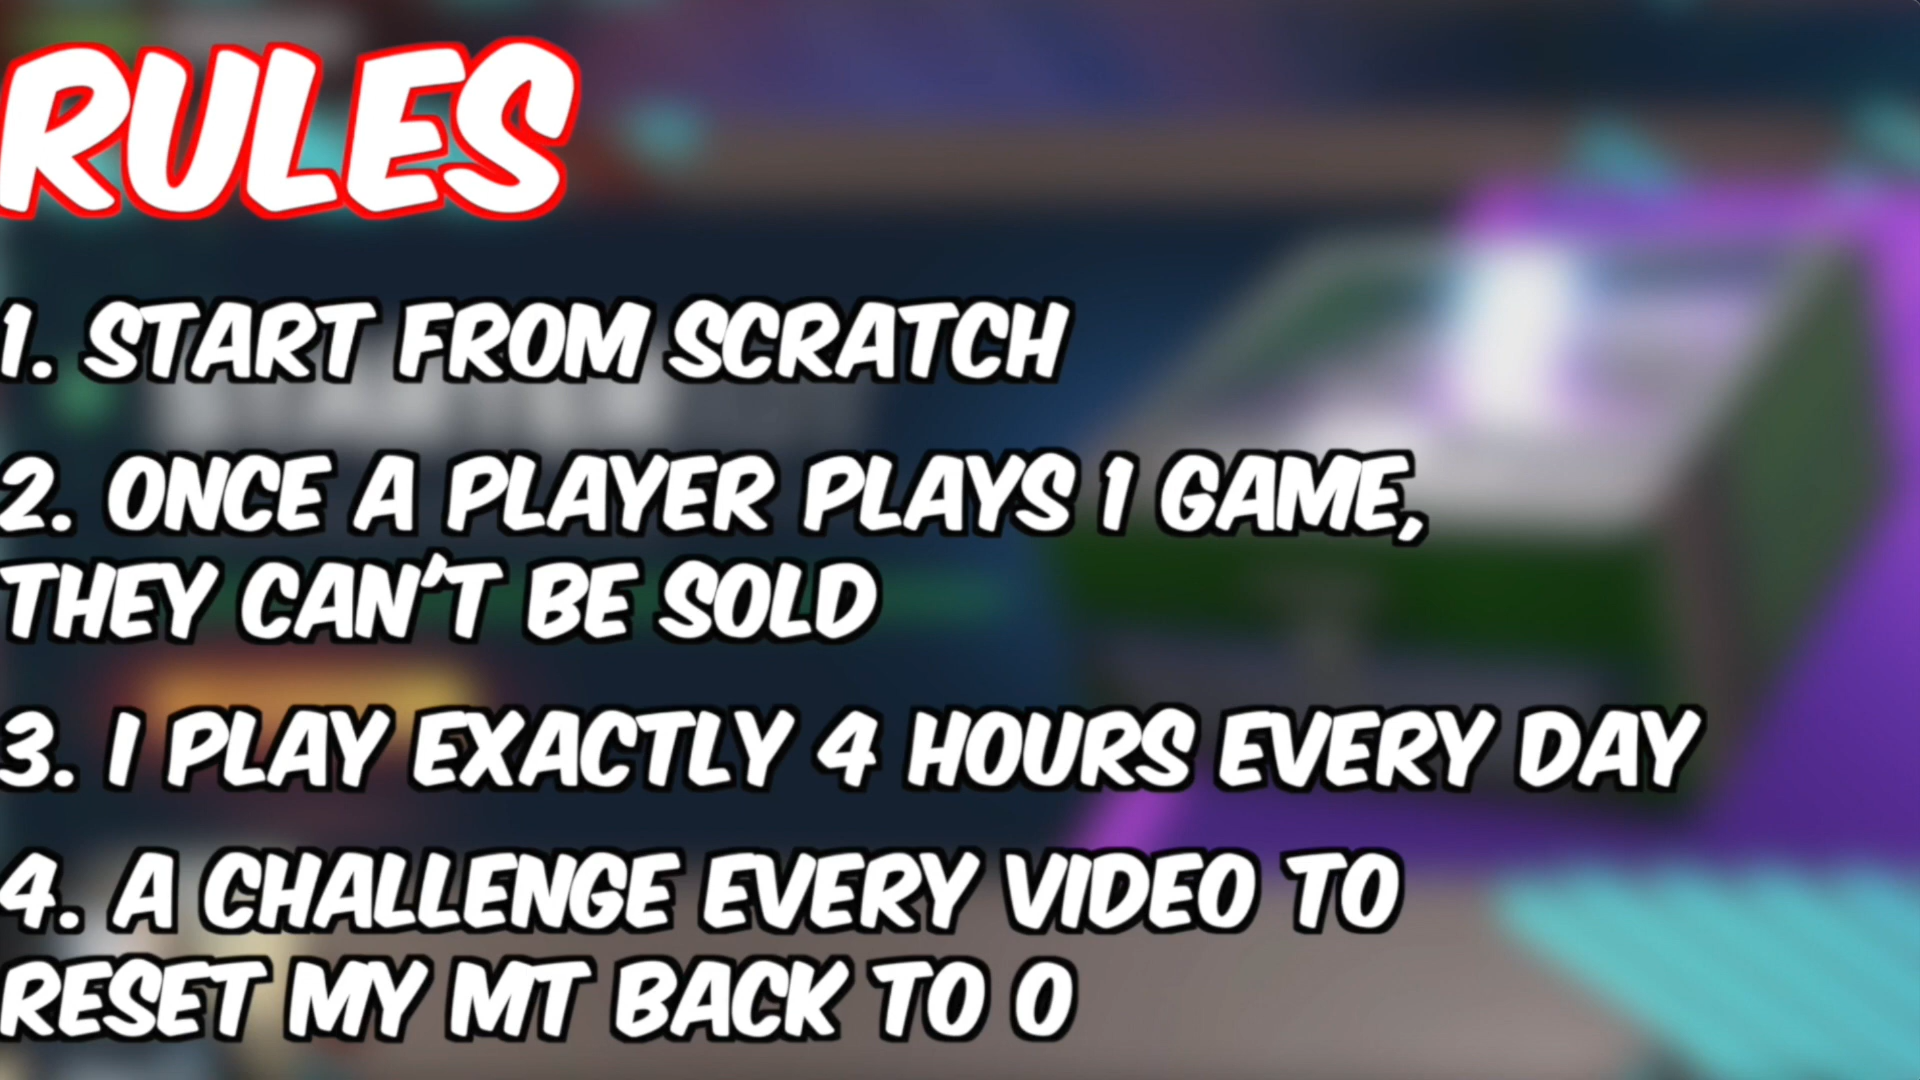 RULES
1. START FROM SCRATCH
2. ONCE A PLAYER PLAYS 1 GAME,
THEY CAN'T BE SOLD
3. I PLAY EXACTLY 4 HOURS EVERY DAY
4. A CHALLENGE EVERY VIDEO TO
RESET MY MT BACK TO 0